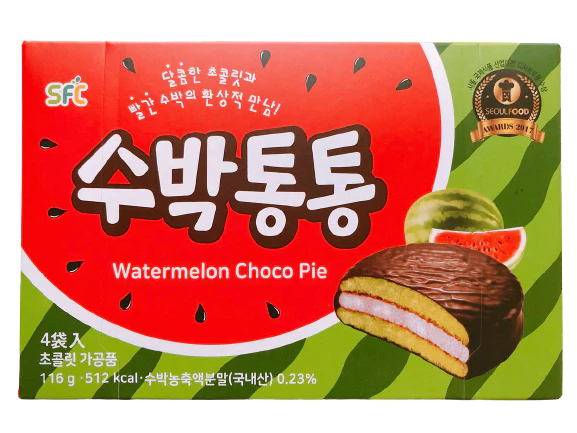 SFC
달콤한 초콜릿과
빨간 수박의 환상적 만남!
수박통통
Watermelon Choco Pie
SEOULFOOD
AWARDS 2017
4袋入
초콜릿 가공품
116 g · 512 kcal · 수박농축액분말(국내산) 0.23%